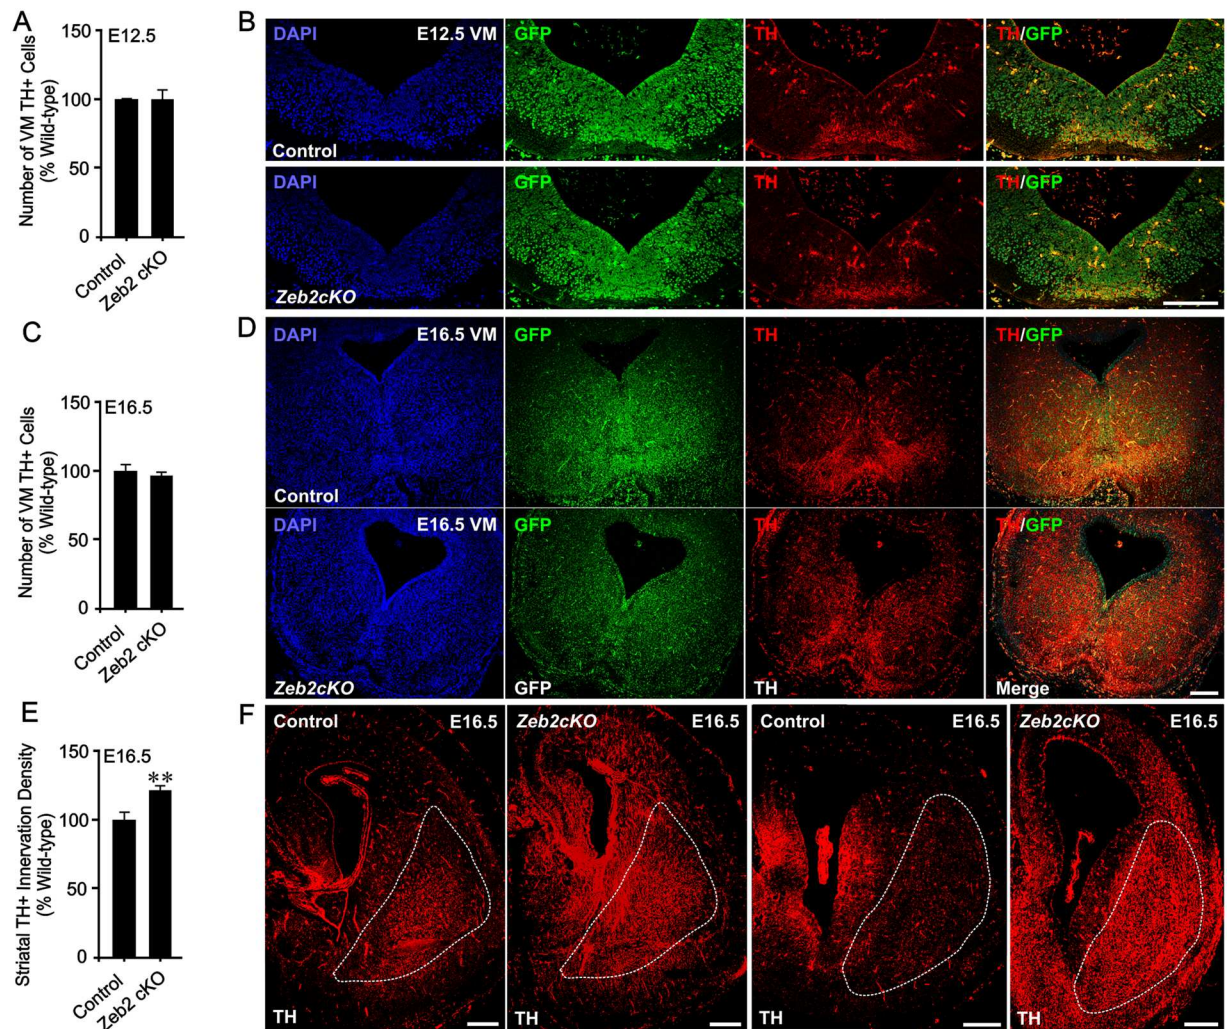 A
150
E12.5
100
50
0
Number of VM TH+ Cells
(% Wild-type)
Control
Zeb2 cKO
B
DAPI
E12.5 VM
GFP
TH
TH/GFP
Control
DAPI
GFP
TH
TH/GFP
Zeb2cKO
C
150
E16.5
100
50
0
Number of VM TH+ Cells
(% Wild-type)
Control
Zeb2 cKO
D
DAPI
E16.5 VM
GFP
TH
TH/GFP
Control
DAPI
E16.5 VM
GFP
TH
TH/GFP
Zeb2cKO
GFP
TH
Merge
E
150
E16.5
**
100
50
0
Striatal TH+ Innervation Density
(% Wild-type)
Control
Zeb2 cKO
F
Control
E16.5
TH
Zeb2cKO
E16.5
TH
Control
E16.5
TH
Zeb2cKO
E16.5
TH